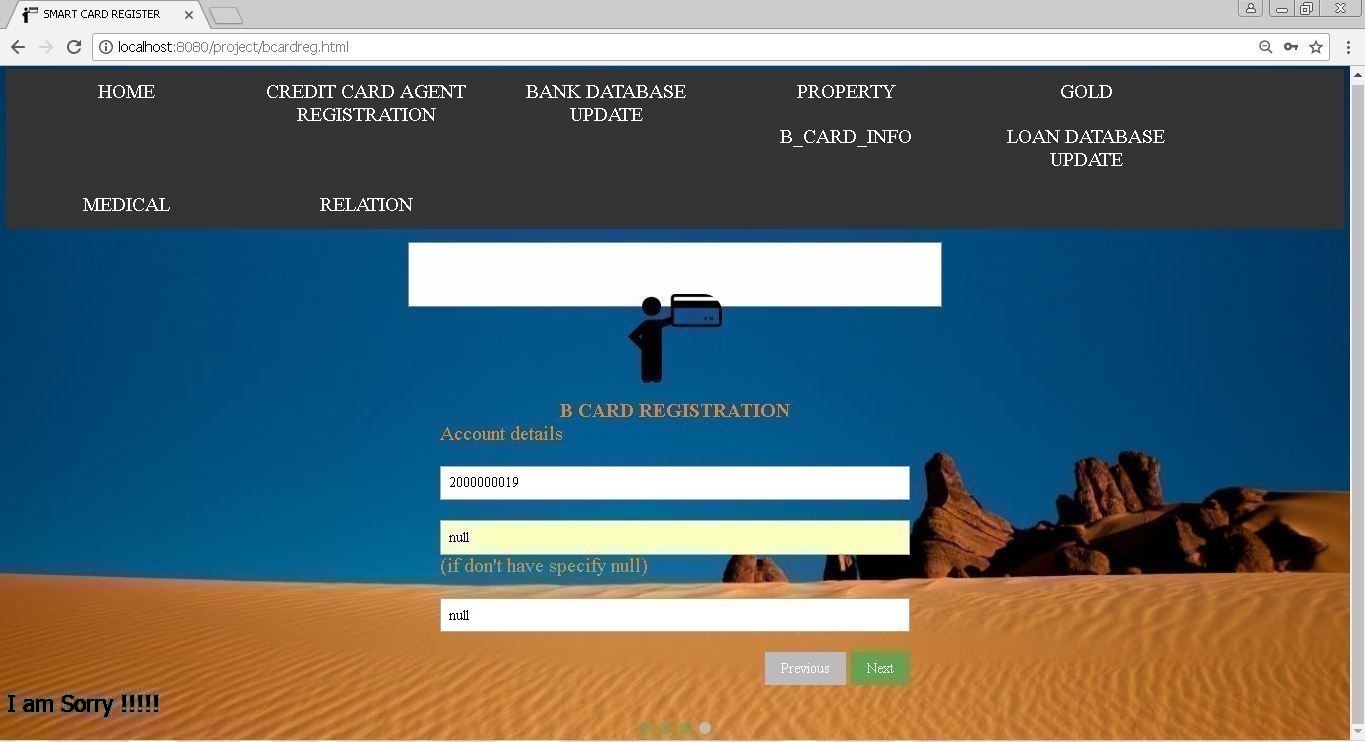 SMART CARD REGISTER
localhost:8080/project/bcardreg.html
HOME
CREDIT CARD AGENT
REGISTRATION
BANK DATABASE
UPDATE
PROPERTY
GOLD
B_CARD_INFO
LOAN DATABASE
UPDATE
MEDICAL
RELATION
B CARD REGISTRATION
Account details
2000000019
null
(if don't have specify null)
null
Previous
Next
I am Sorry !!!!!